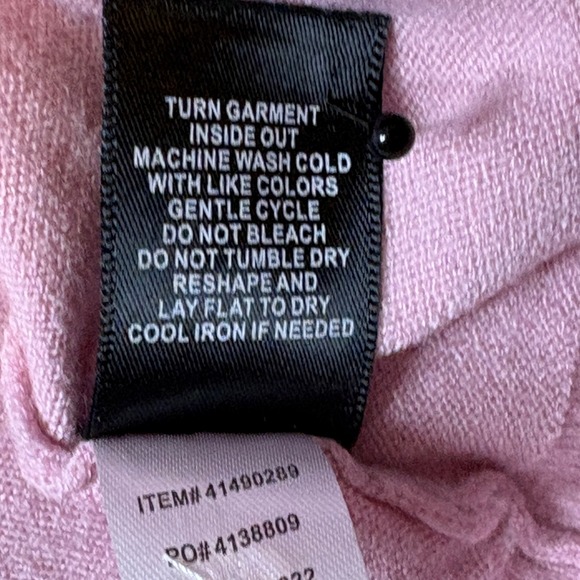 TURN GARMENT
INSIDE OUT
MACHINE WASH COLD
WITH LIKE COLORS
GENTLE CYCLE
DO NOT BLEACH
DO NOT TUMBLE DRY
RESHAPE AND
LAY FLAT TO DRY
COOL IRON IF NEEDED
ITEM# 41490289
PO# 4138809